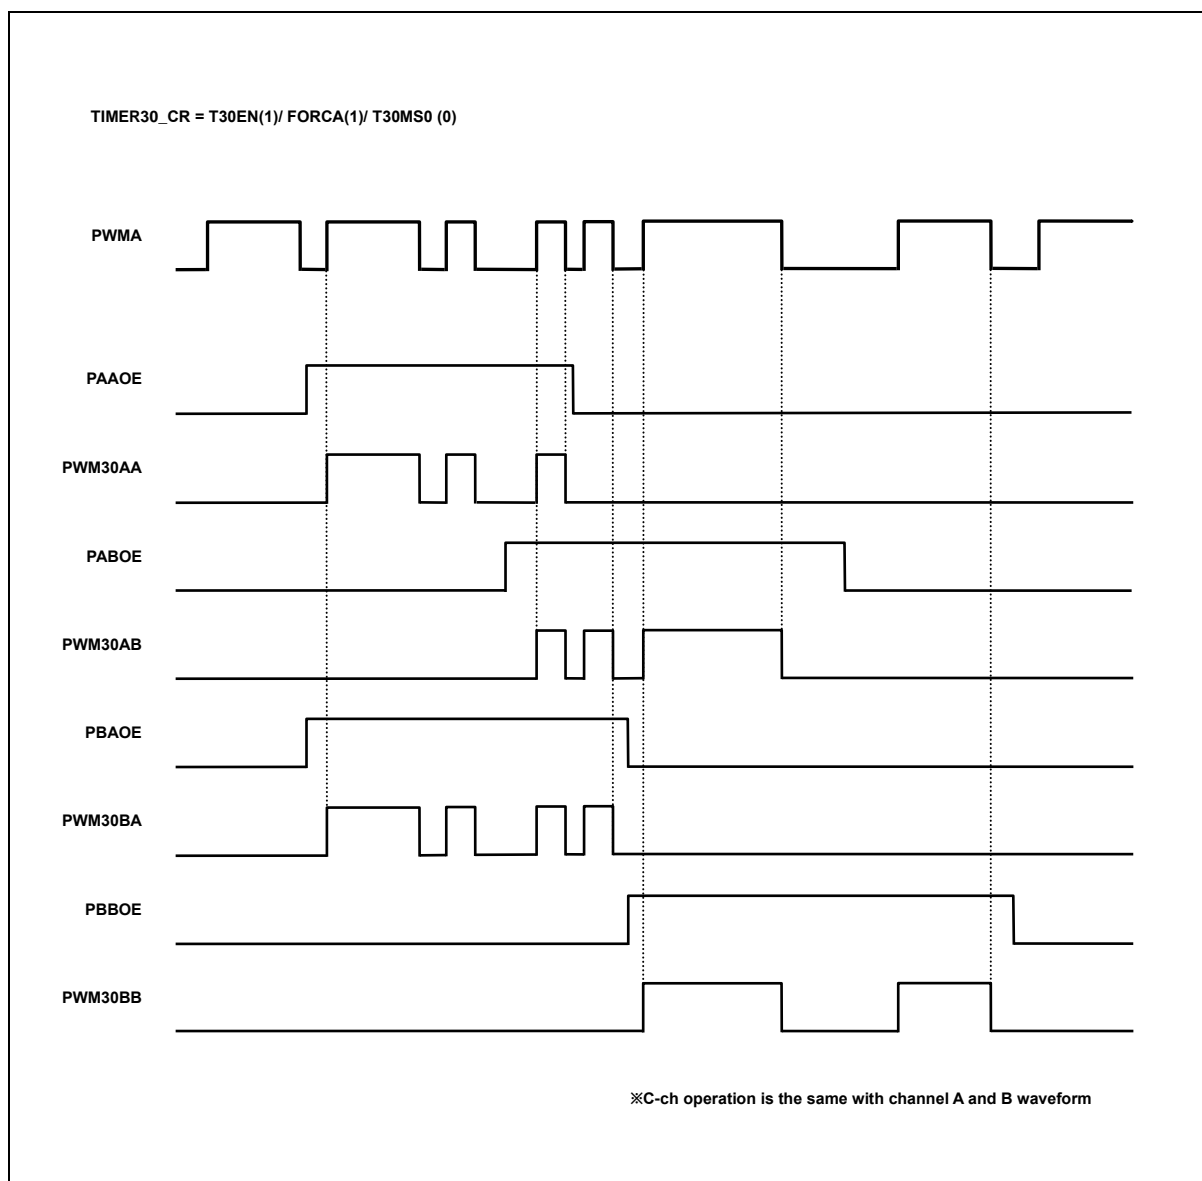 TIMER30_CR = T30EN(1)/ FORCA(1)/ T30MS0 (0)
PWMA
PAAOE
PWM30AA
PABOE
PWM30AB
PBAOE
PWM30BA
PBBOE
PWM30BB
※C-ch operation is the same with channel A and B waveform